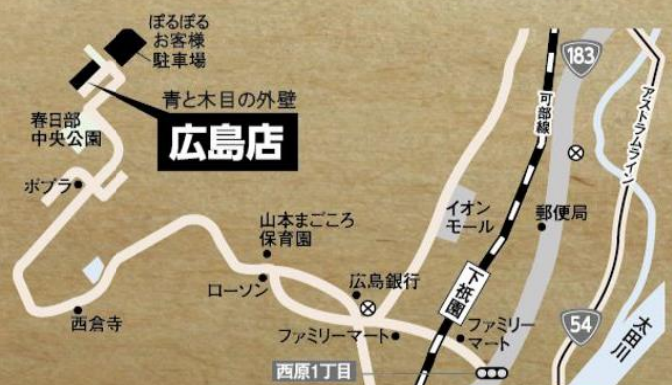 ぽるぽる
お客様
駐車場
183
青と木目の外壁
広島店
春日部
中央公園
ポプラ
可部線
アストラムライン
イオン
モール
郵便局
山本まごころ
保育園
ローソン
広島銀行
下祇園
西倉寺
ファミリーマート
ファミリー
マート
54
太田川
西原1丁目